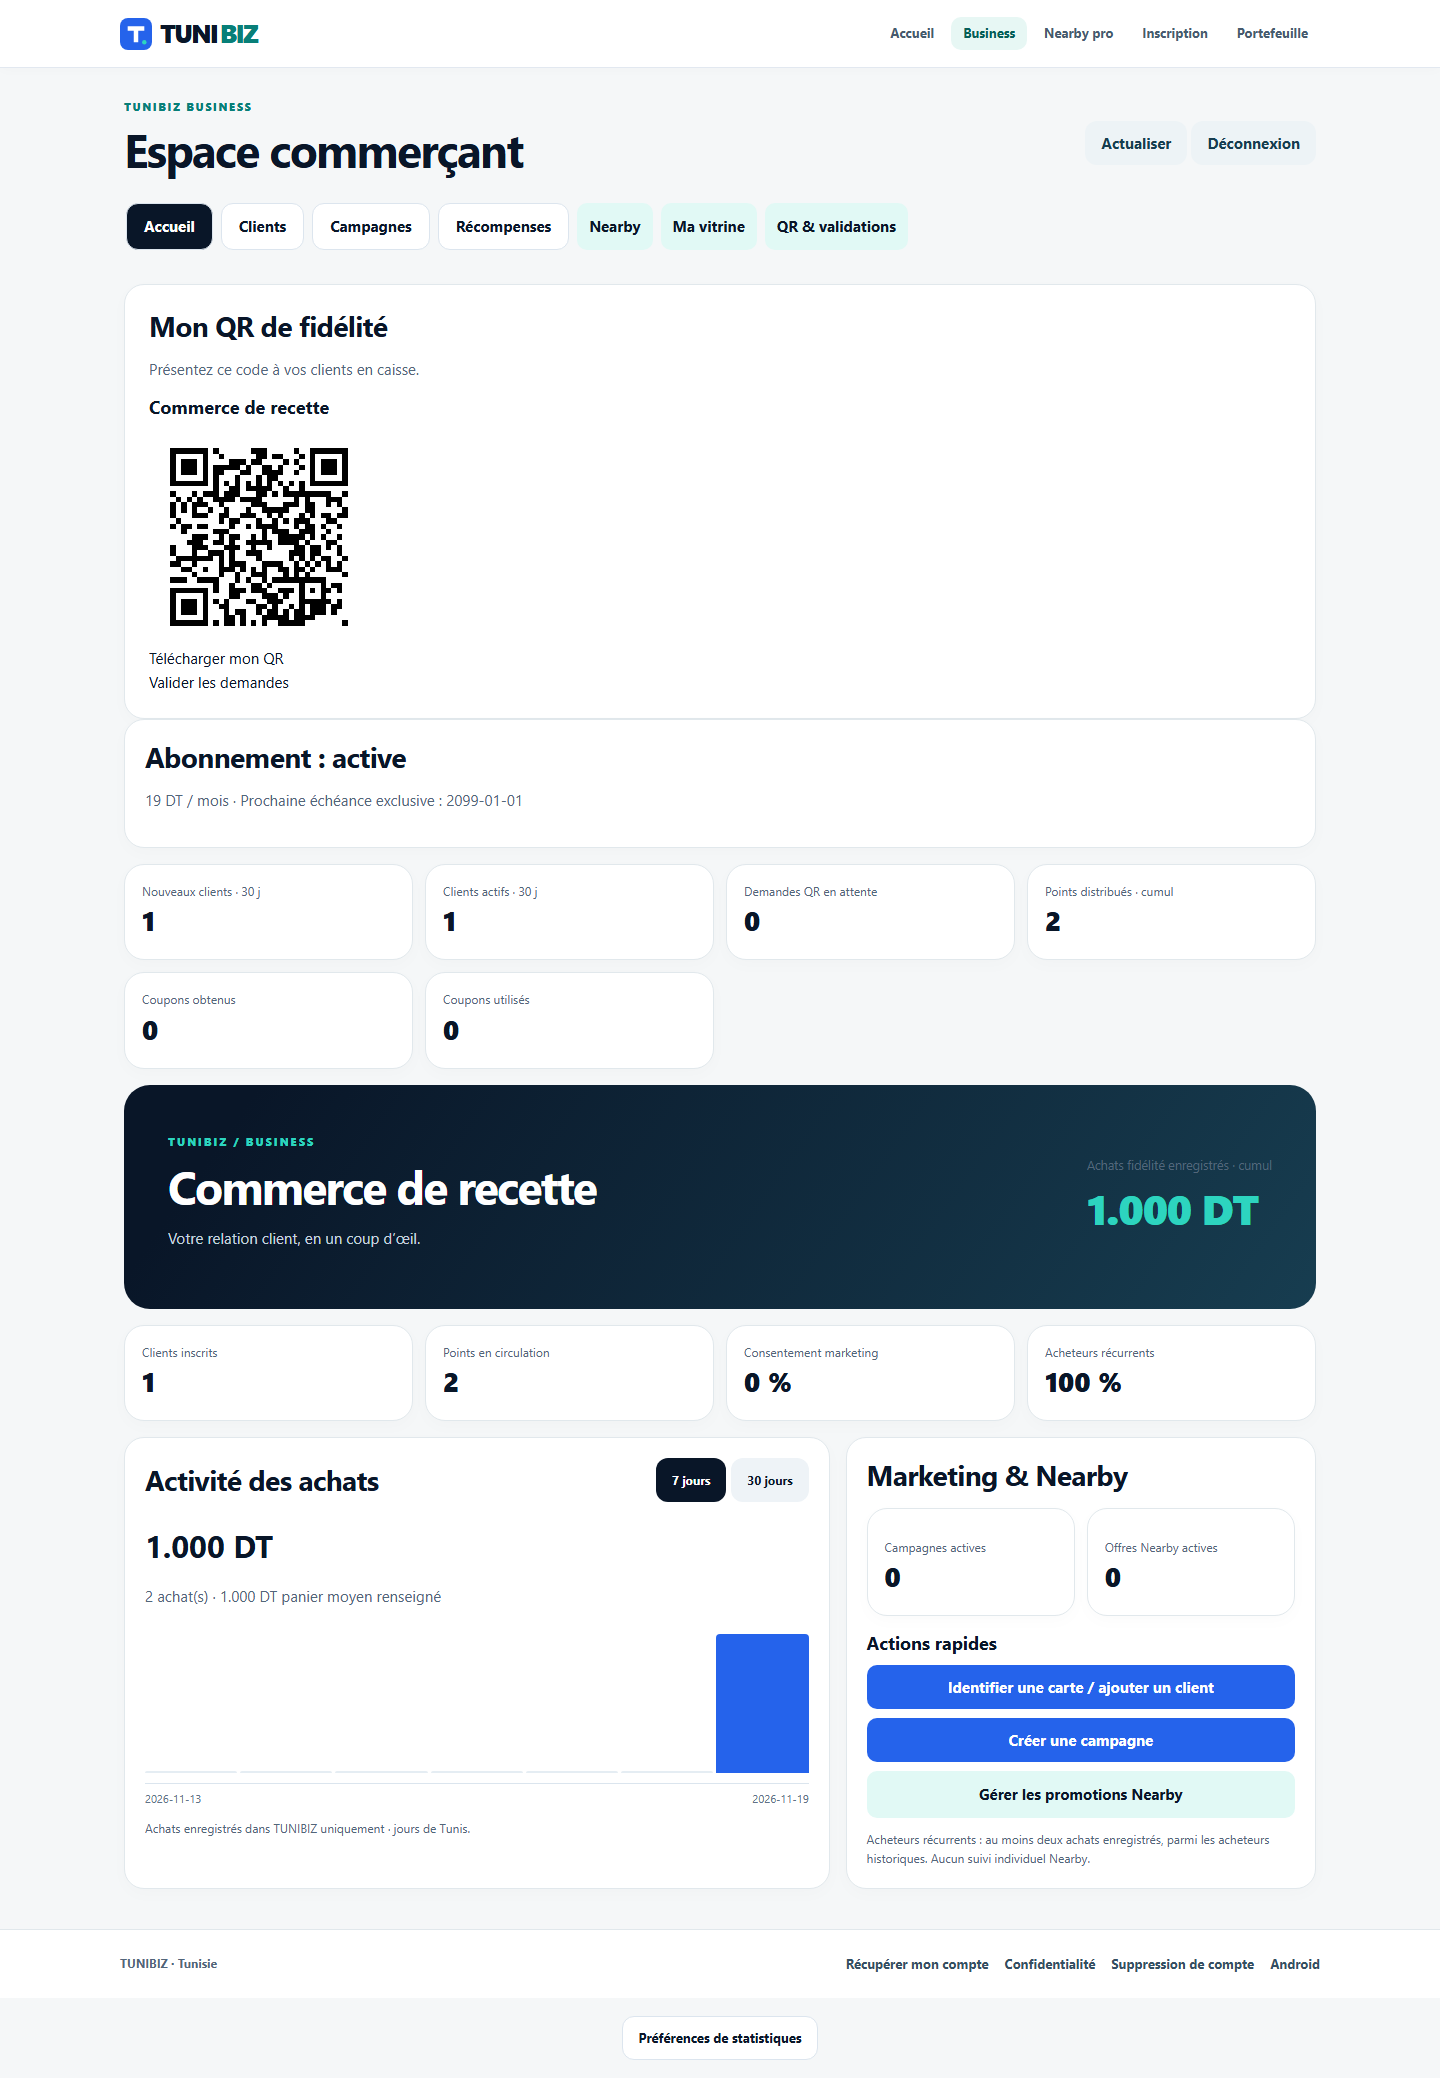 T. TUNIBIZ
Accueil Business Nearby pro Inscription Portefeuille
TUNIBIZ BUSINESS
Espace commerçant
Actualiser Déconnexion
Accueil Clients Campagnes Récompenses Nearby Ma vitrine QR & validations
Mon QR de fidélité
Présentez ce code à vos clients en caisse.
Commerce de recette
Télécharger mon QR
Valider les demandes
Abonnement : active
19 DT / mois · Prochaine échéance exclusive : 2099-01-01
Nouveaux clients · 30 j
1
Clients actifs · 30 j
1
Demandes QR en attente
0
Points distribués · cumul
2
Coupons obtenus
0
Coupons utilisés
0
TUNIBIZ / BUSINESS
Commerce de recette
Votre relation client, en un coup d’œil.
Achats fidélité enregistrés · cumul
1.000 DT
Clients inscrits
1
Points en circulation
2
Consentement marketing
0 %
Acheteurs récurrents
100 %
Activité des achats
7 jours 30 jours
1.000 DT
2 achat(s) · 1.000 DT panier moyen renseigné
2026-11-13 2026-11-19
Achats enregistrés dans TUNIBIZ uniquement · jours de Tunis.
Marketing & Nearby
Campagnes actives
0
Offres Nearby actives
0
Actions rapides
Identifier une carte / ajouter un client
Créer une campagne
Gérer les promotions Nearby
Acheteurs récurrents : au moins deux achats enregistrés, parmi les acheteurs
historiques. Aucun suivi individuel Nearby.
TUNIBIZ · Tunisie
Récupérer mon compte Confidentialité Suppression de compte Android
Préférences de statistiques